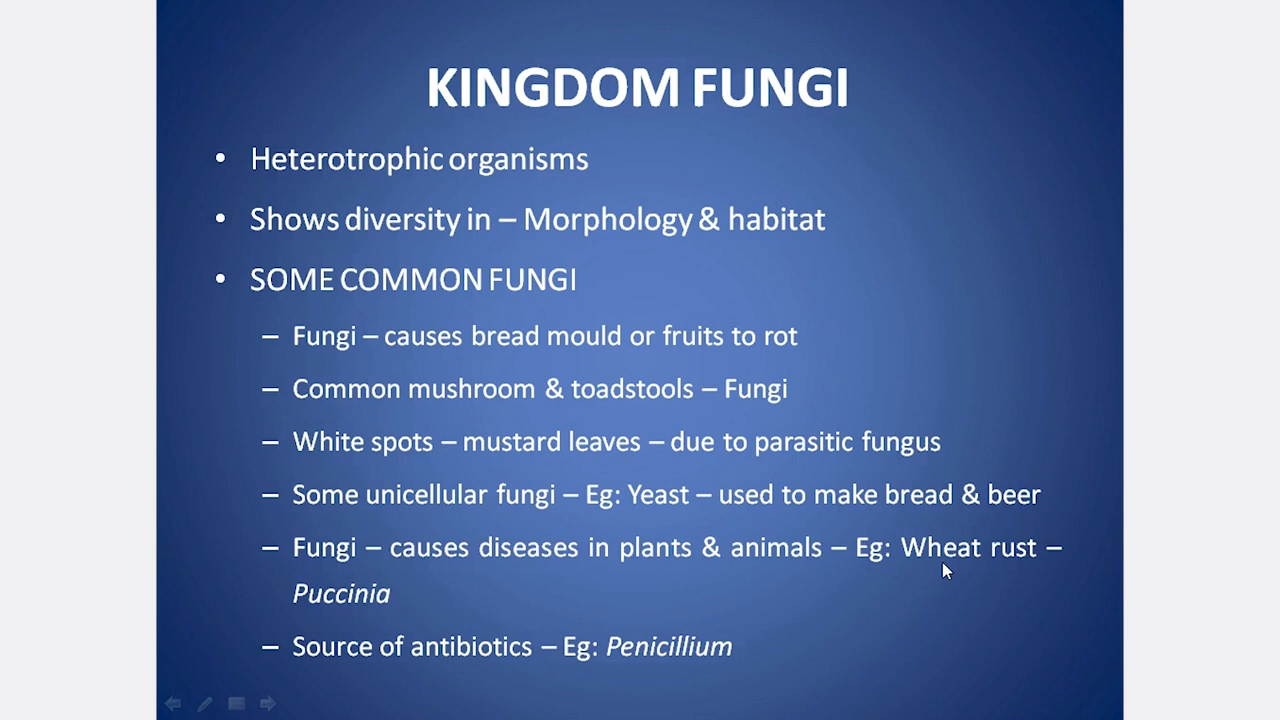 KINGDOM FUNGI
• Heterotrophic organisms
• Shows diversity in – Morphology & habitat
• SOME COMMON FUNGI
– Fungi – causes bread mould or fruits to rot
– Common mushroom & toadstools – Fungi
– White spots – mustard leaves – due to parasitic fungus
– Some unicellular fungi – Eg: Yeast – used to make bread & beer
– Fungi – causes diseases in plants & animals – Eg: Wheat rust –
Puccinia
– Source of antibiotics – Eg: Penicillium